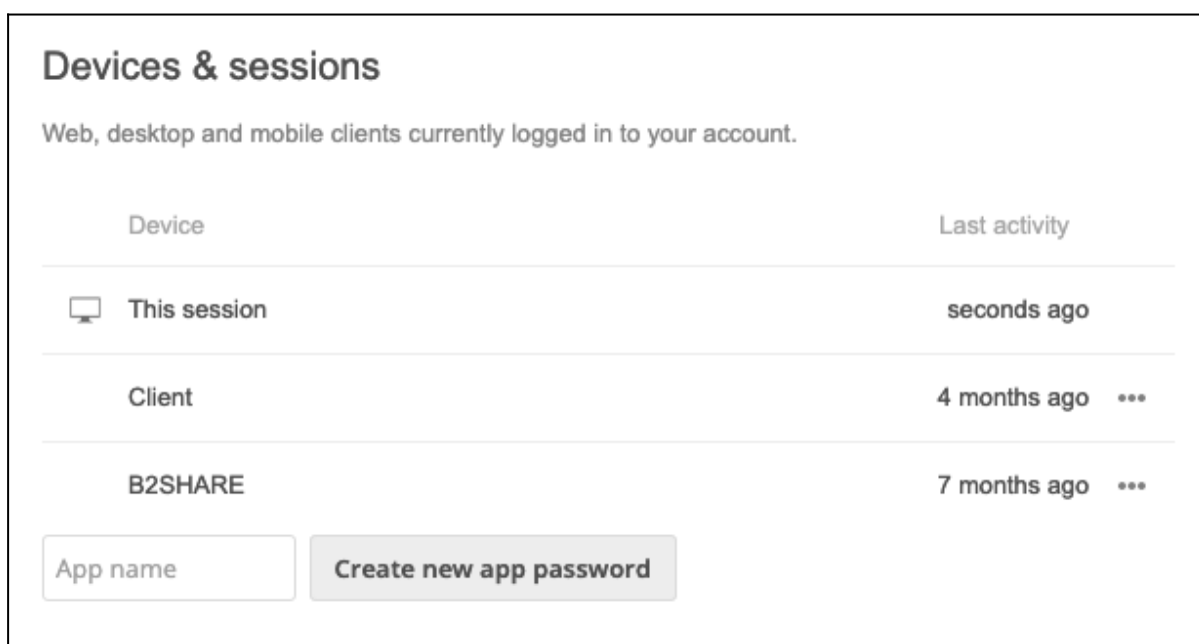 Devices & sessions
Web, desktop and mobile clients currently logged in to your account.
Device Last activity
This session seconds ago
Client 4 months ago
B2SHARE 7 months ago
App name Create new app password